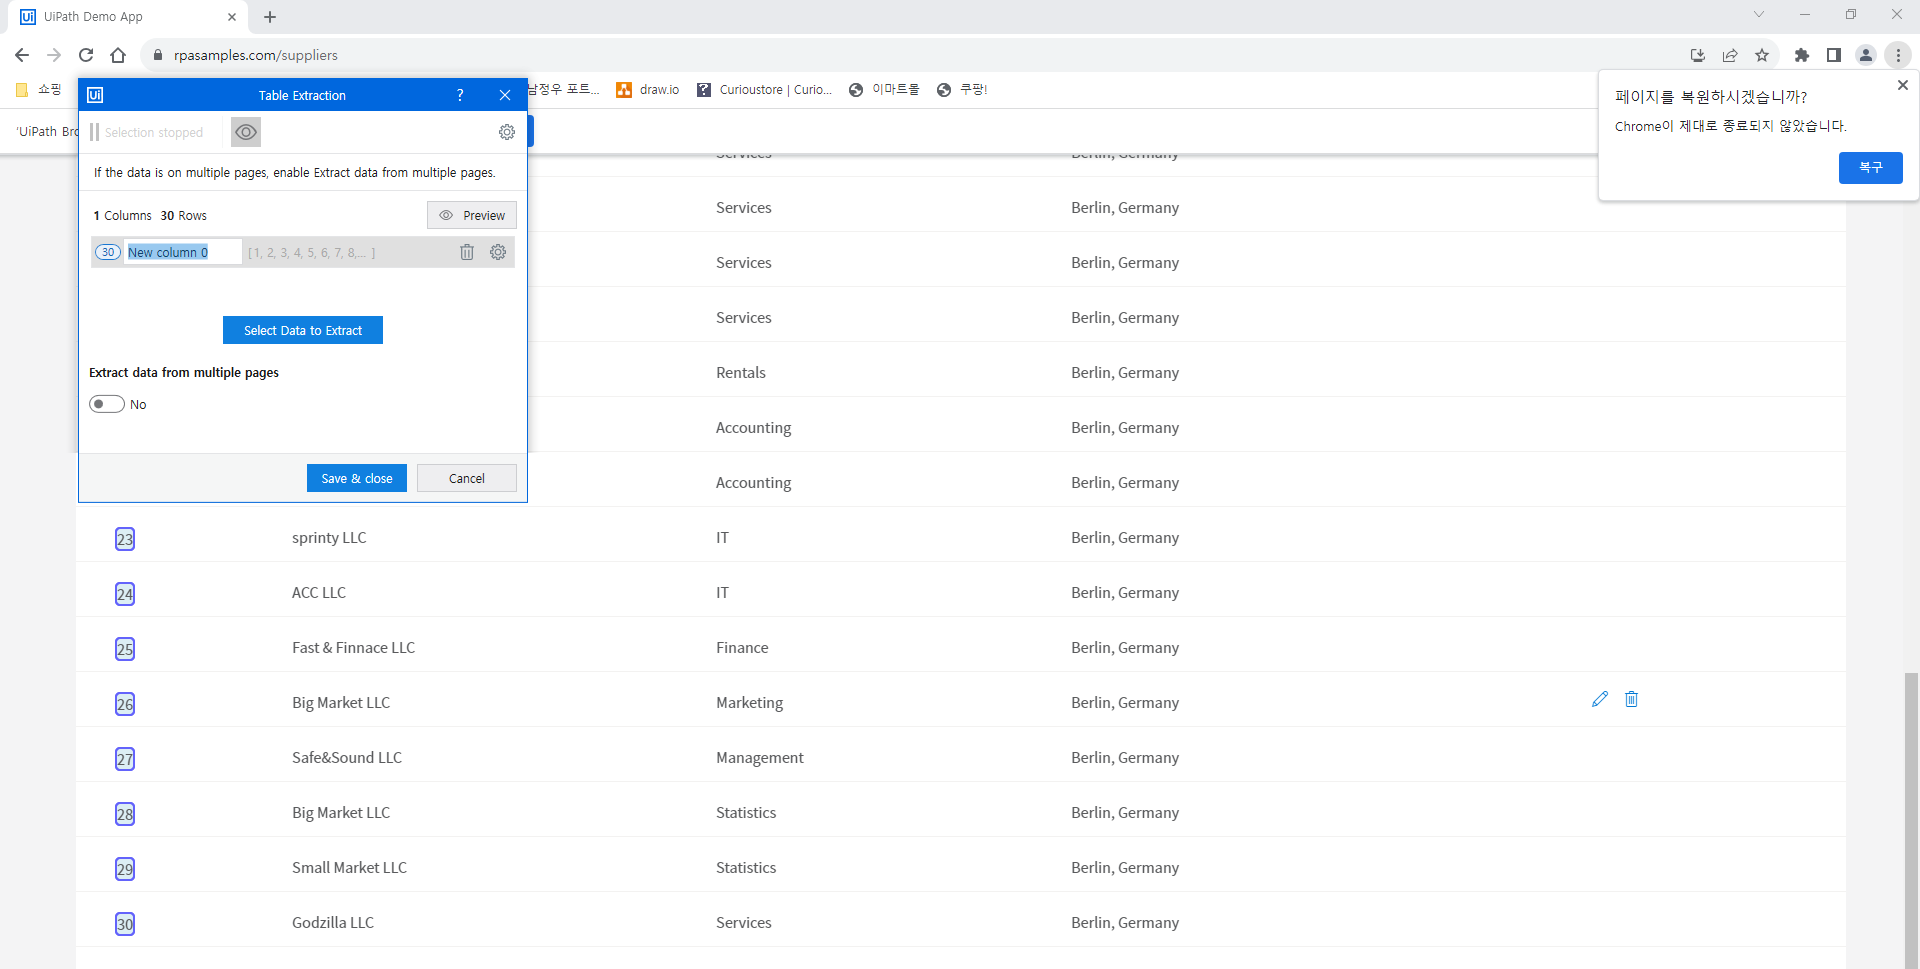 UiPath Demo App
rpasamples.com/suppliers
쇼핑
남정우 포트...
draw.io
Curioustore | Curio...
이마트몰
쿠팡!
'UiPath Bro
Table Extraction
?
Selection stopped
If the data is on multiple pages, enable Extract data from multiple pages.
1 Columns 30 Rows
Preview
30 New column 0 [ 1, 2, 3, 4, 5, 6, 7, 8,... ]
Select Data to Extract
Extract data from multiple pages
No
Save & close
Cancel
페이지를 복원하시겠습니까?
Chrome이 제대로 종료되지 않았습니다.
복구
Services Berlin, Germany
Services Berlin, Germany
Services Berlin, Germany
Services Berlin, Germany
Rentals Berlin, Germany
Accounting Berlin, Germany
Accounting Berlin, Germany
23 sprinty LLC IT Berlin, Germany
24 ACC LLC IT Berlin, Germany
25 Fast & Finnace LLC Finance Berlin, Germany
26 Big Market LLC Marketing Berlin, Germany
27 Safe&Sound LLC Management Berlin, Germany
28 Big Market LLC Statistics Berlin, Germany
29 Small Market LLC Statistics Berlin, Germany
30 Godzilla LLC Services Berlin, Germany